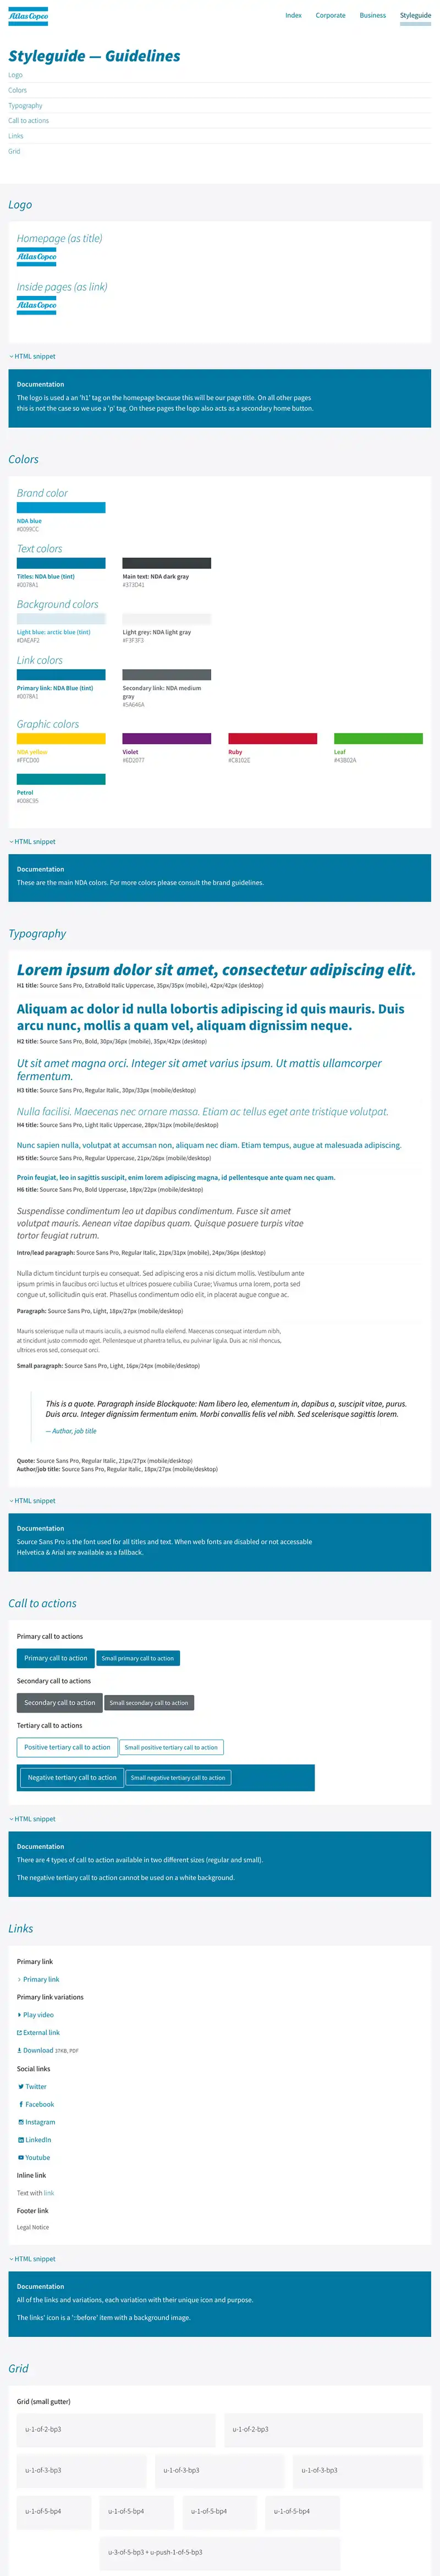 Atlas Copco
Index Corporate Business Styleguide
Styleguide — Guidelines
Logo
Colors
Typography
Call to actions
Links
Grid
Logo
Homepage (as title)
Atlas Copco
Inside pages (as link)
Atlas Copco
HTML snippet
Documentation
The logo is used a an 'h1' tag on the homepage because this will be our page title. On all other pages
this is not the case so we use a 'p' tag. On these pages the logo also acts as a secondary home button.
Colors
Brand color
NDA blue
#0099CC
Text colors
Titles: NDA blue (tint) Main text: NDA dark gray
#0078A1 #373D41
Background colors
Light blue: arctic blue (tint) Light grey: NDA light gray
#DAEAF2 #F3F3F3
Link colors
Primary link: NDA Blue (tint) Secondary link: NDA medium
gray
#0078A1 #5A646A
Graphic colors
NDA yellow Violet Ruby Leaf
#FFCD00 #6D2077 #C8102E #43B02A
Petrol
#008C95
HTML snippet
Documentation
These are the main NDA colors. For more colors please consult the brand guidelines.
Typography
Lorem ipsum dolor sit amet, consectetur adipiscing elit.
H1 title: Source Sans Pro, ExtraBold Italic Uppercase, 35px/35px (mobile), 42px/42px (desktop)
Aliquam ac dolor id nulla lobortis adipiscing id quis mauris. Duis
arcu nunc, mollis a quam vel, aliquam dignissim neque.
H2 title: Source Sans Pro, Bold, 30px/36px (mobile), 35px/42px (desktop)
Ut sit amet magna orci. Integer sit amet varius ipsum. Ut mattis ullamcorper
fermentum.
H3 title: Source Sans Pro, Regular Italic, 30px/33px (mobile/desktop)
Nulla facilisi. Maecenas nec ornare massa. Etiam ac tellus eget ante tristique volutpat.
H4 title: Source Sans Pro, Light Italic Uppercase, 28px/31px (mobile/desktop)
Nunc sapien nulla, volutpat at accumsan non, aliquam nec diam. Etiam tempus, augue at malesuada adipiscing.
H5 title: Source Sans Pro, Regular Uppercase, 21px/26px (mobile/desktop)
Proin feugiat, leo in sagittis suscipit, enim lorem adipiscing magna, id pellentesque ante quam nec quam.
H6 title: Source Sans Pro, Bold Uppercase, 18px/22px (mobile/desktop)
Suspendisse condimentum leo ut dapibus condimentum. Fusce sit amet
volutpat mauris. Aenean vitae dapibus quam. Quisque posuere turpis vitae
tortor feugiat rutrum.
Intro/lead paragraph: Source Sans Pro, Regular Italic, 21px/31px (mobile), 24px/36px (desktop)
Nulla dictum tincidunt turpis eu consequat. Sed adipiscing eros a nisi dictum mollis. Vestibulum ante
ipsum primis in faucibus orci luctus et ultrices posuere cubilia Curae; Vivamus urna lorem, porta sed
congue ut, sollicitudin quis erat. Phasellus condimentum odio elit, in placerat augue congue ac.
Paragraph: Source Sans Pro, Light, 18px/27px (mobile/desktop)
Mauris scelerisque nulla ut mauris iaculis, a euismod nulla eleifend. Maecenas consequat interdum nibh,
at tincidunt justo commodo eget. Pellentesque ut pharetra tellus, eu pulvinar ligula. Duis ac nisl rhoncus,
ultrices eros sed, consequat orci.
Small paragraph: Source Sans Pro, Light, 16px/24px (mobile/desktop)
This is a quote. Paragraph inside Blockquote: Nam libero leo, elementum in, dapibus a, suscipit vitae, purus.
Duis arcu. Integer dignissim fermentum enim. Morbi convallis felis vel nibh. Sed scelerisque sagittis lorem.
— Author, job title
Quote: Source Sans Pro, Regular Italic, 21px/27px (mobile/desktop)
Author/job title: Source Sans Pro, Regular Italic, 18px/27px (mobile/desktop)
HTML snippet
Documentation
Source Sans Pro is the font used for all titles and text. When web fonts are disabled or not accessable
Helvetica & Arial are available as a fallback.
Call to actions
Primary call to actions
Primary call to action Small primary call to action
Secondary call to actions
Secondary call to action Small secondary call to action
Tertiary call to actions
Positive tertiary call to action Small positive tertiary call to action
Negative tertiary call to action Small negative tertiary call to action
HTML snippet
Documentation
There are 4 types of call to action available in two different sizes (regular and small).
The negative tertiary call to action cannot be used on a white background.
Links
Primary link
Primary link
Primary link variations
Play video
External link
Download 37KB, PDF
Social links
Twitter
Facebook
Instagram
LinkedIn
Youtube
Inline link
Text with link
Footer link
Legal Notice
HTML snippet
Documentation
All of the links and variations, each variation with their unique icon and purpose.
The links' icon is a '::before' item with a background image.
Grid
Grid (small gutter)
u-1-of-2-bp3 u-1-of-2-bp3
u-1-of-3-bp3 u-1-of-3-bp3 u-1-of-3-bp3
u-1-of-5-bp4 u-1-of-5-bp4 u-1-of-5-bp4 u-1-of-5-bp4
u-3-of-5-bp3 + u-push-1-of-5-bp3